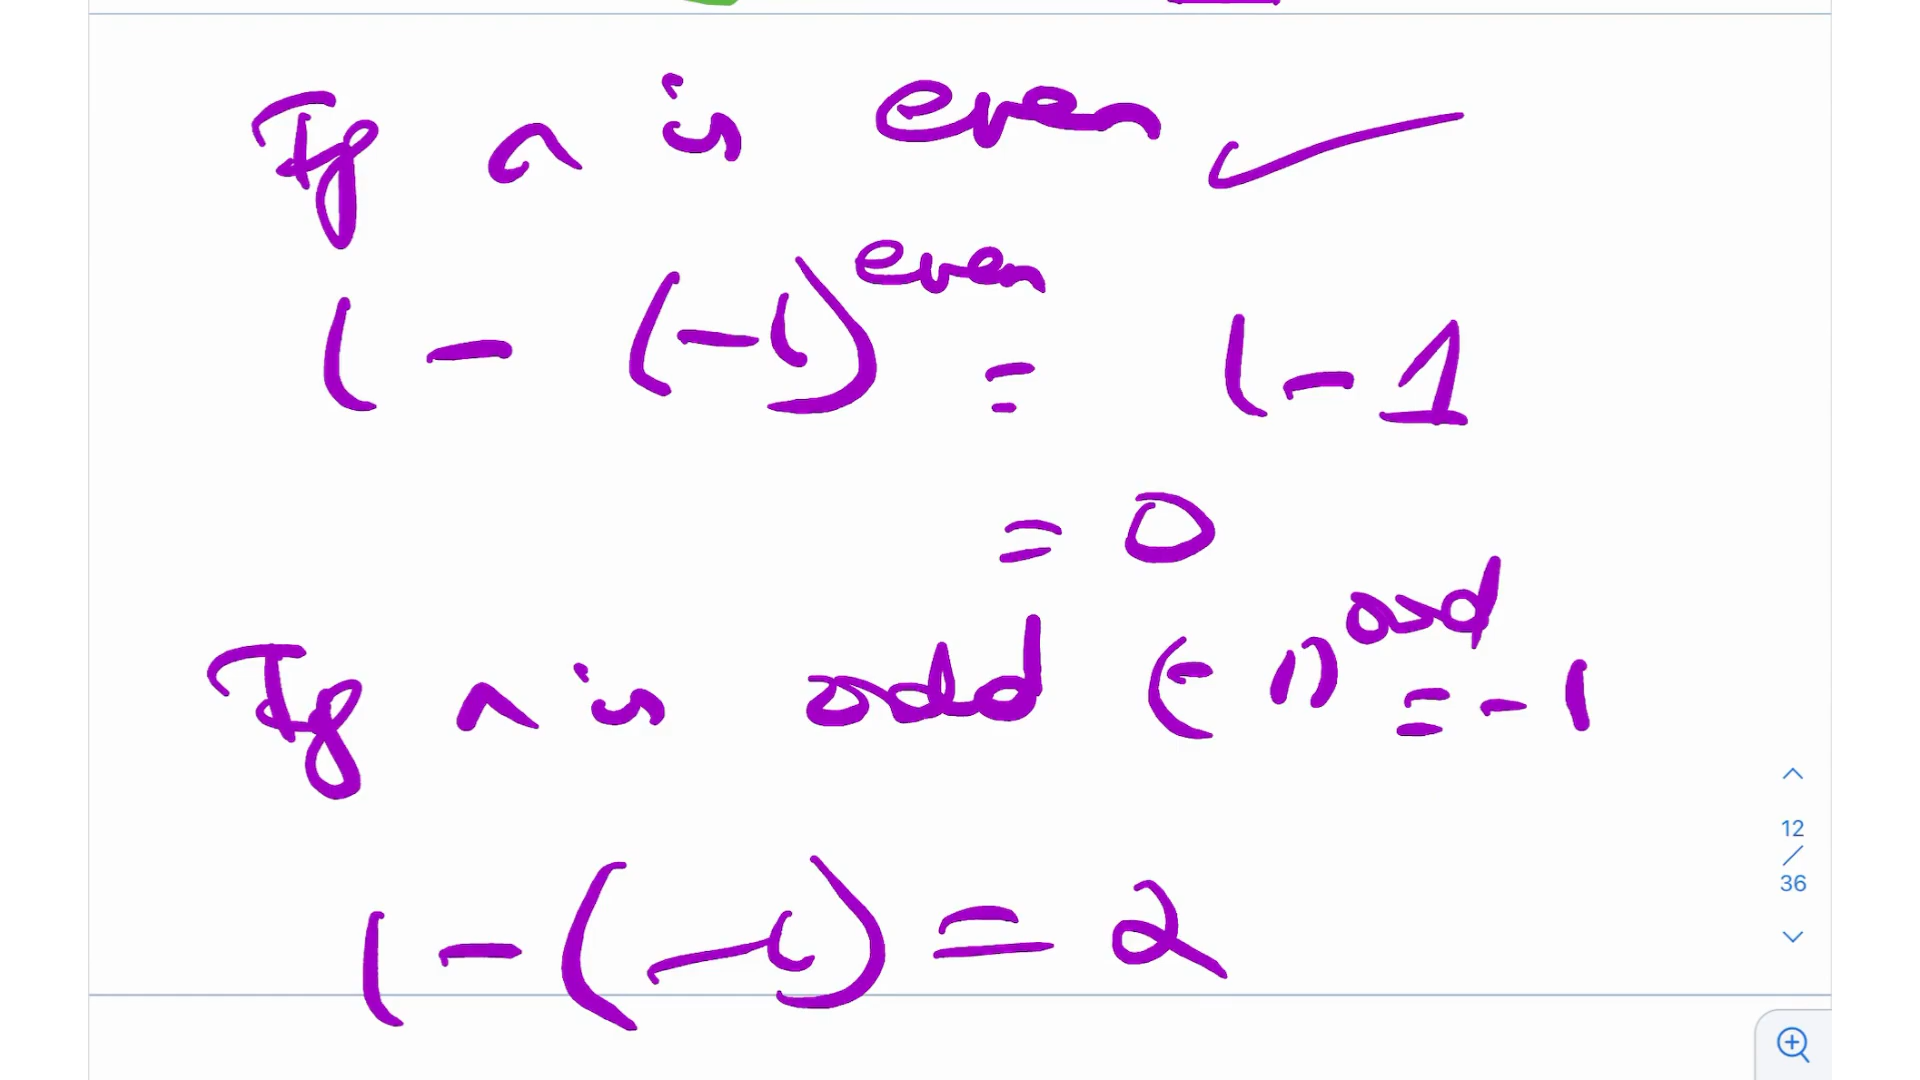 If n is even ✓
1 - (-1)^even = 1 - 1
= 0
If n is odd (-1)^odd = -1
1 - (-1) = 2
12
/
36